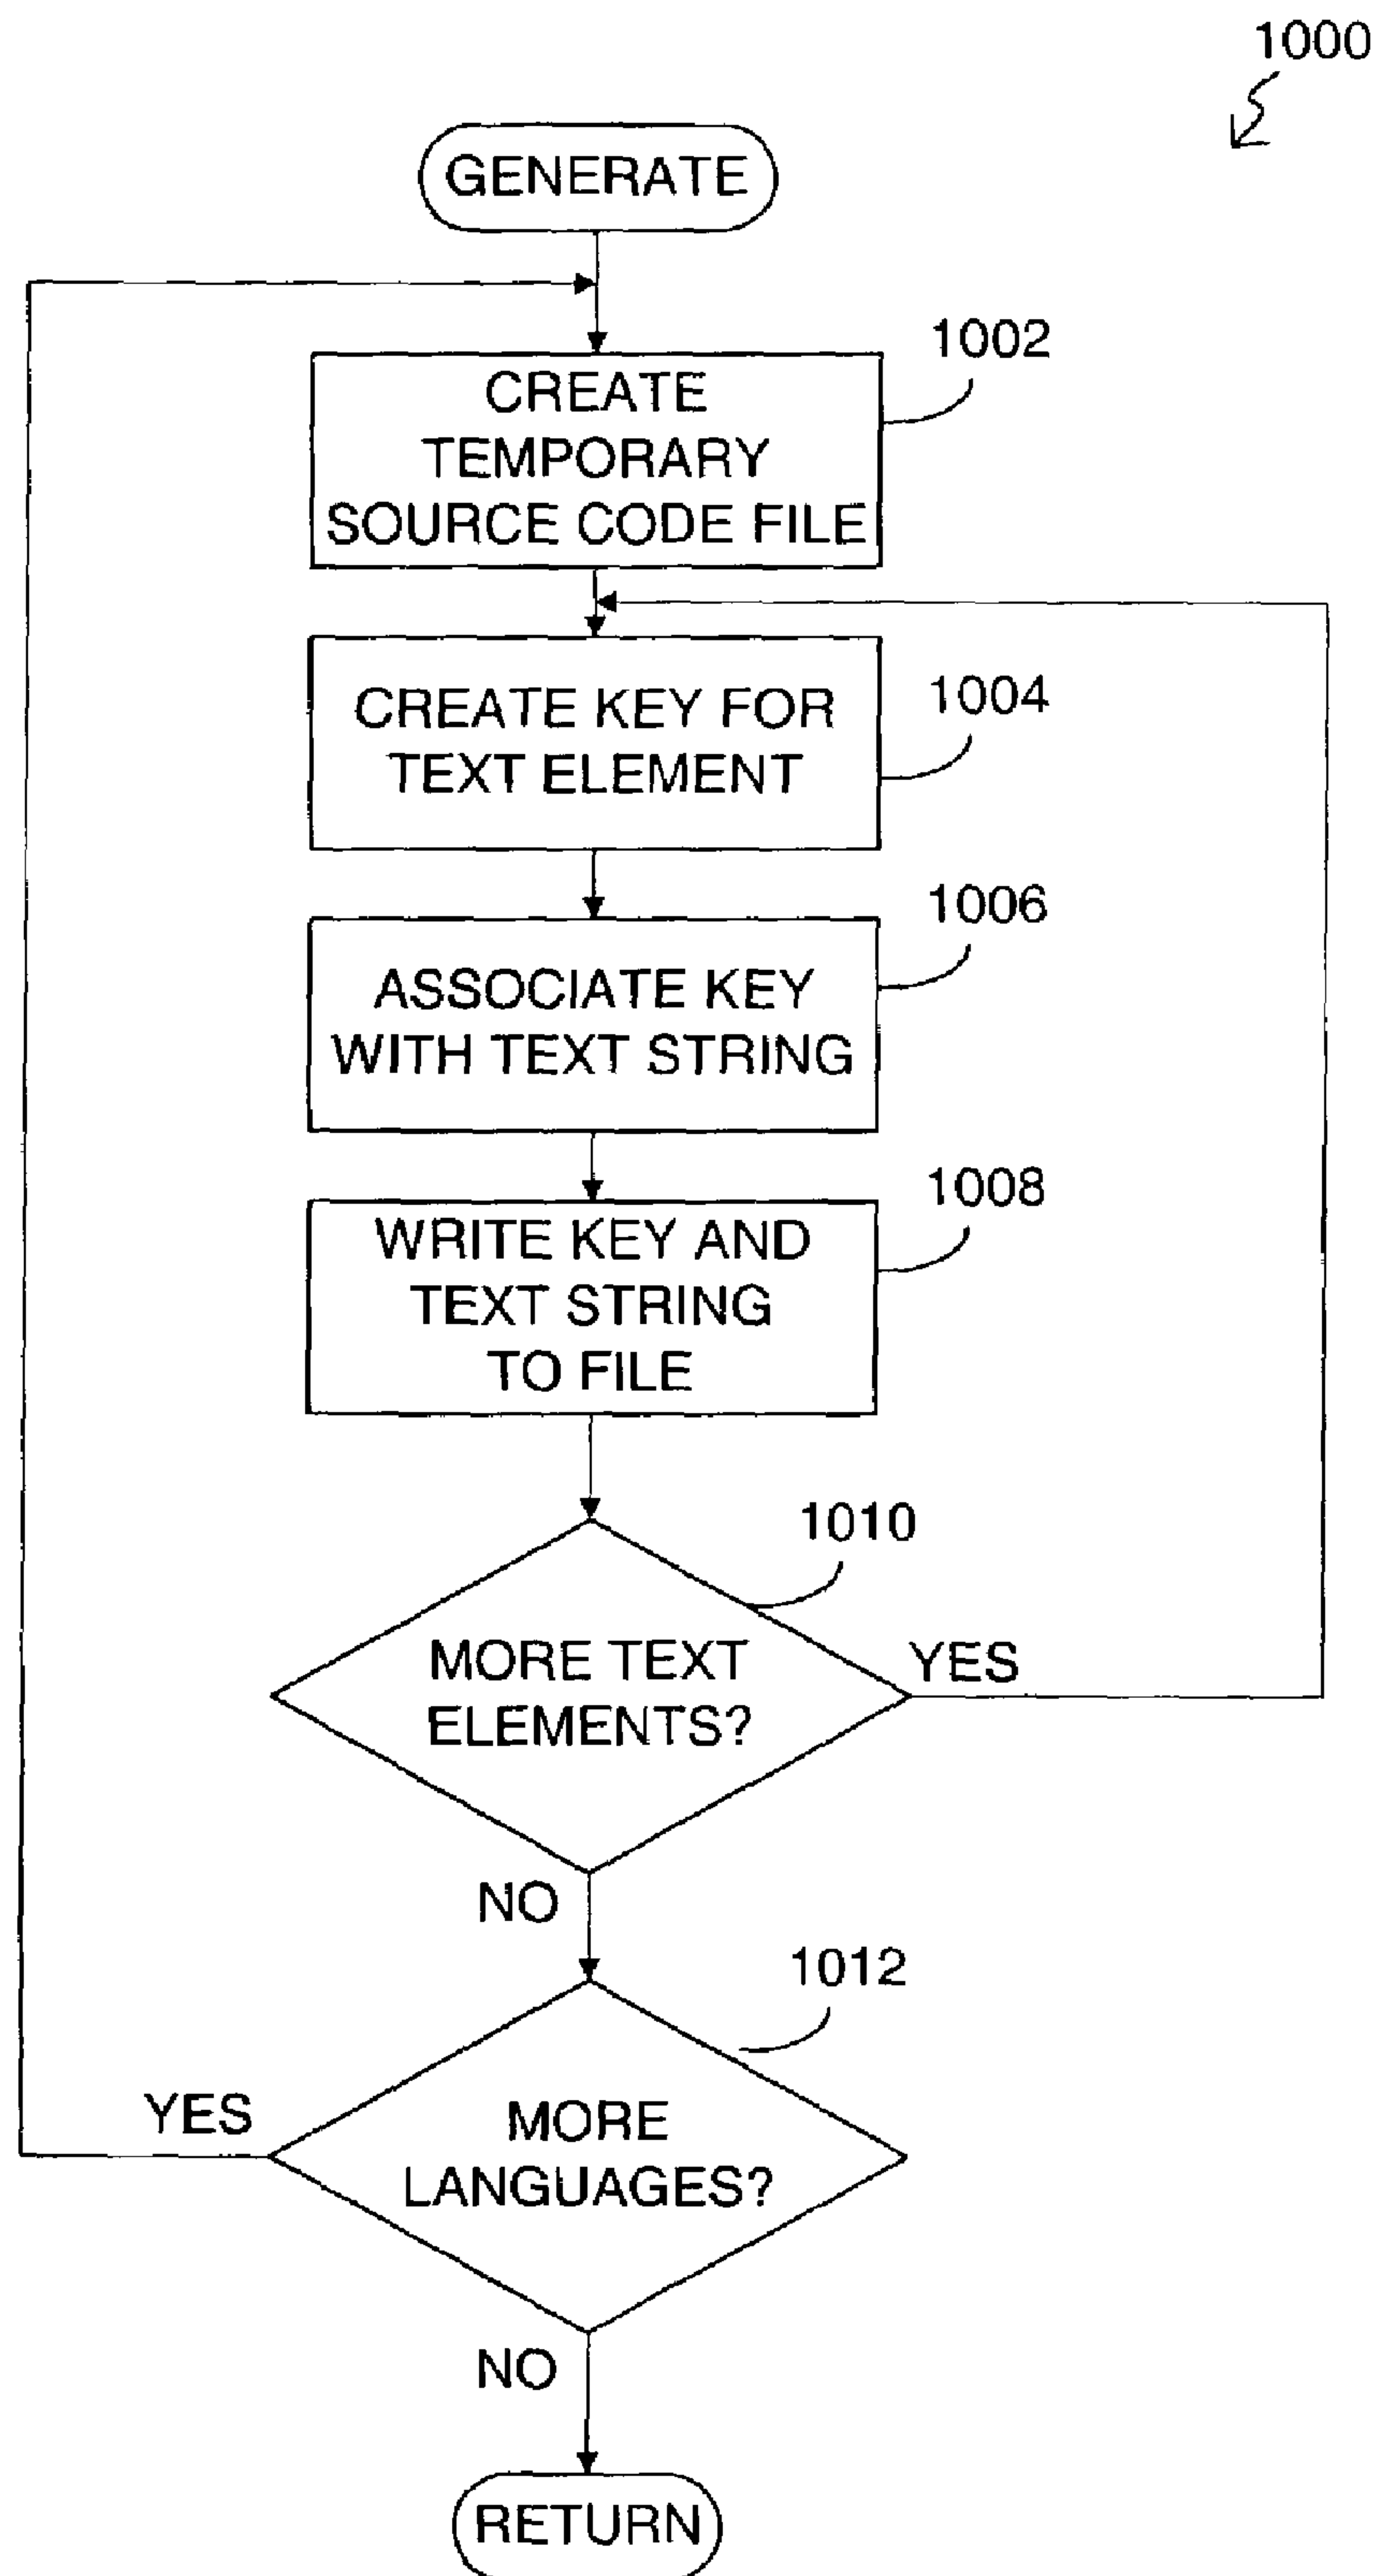 1000
GENERATE
1002
CREATE
TEMPORARY
SOURCE CODE FILE
1004
CREATE KEY FOR
TEXT ELEMENT
1006
ASSOCIATE KEY
WITH TEXT STRING
1008
WRITE KEY AND
TEXT STRING
TO FILE
1010
MORE TEXT
ELEMENTS?
YES
NO
1012
YES
MORE
LANGUAGES?
NO
RETURN